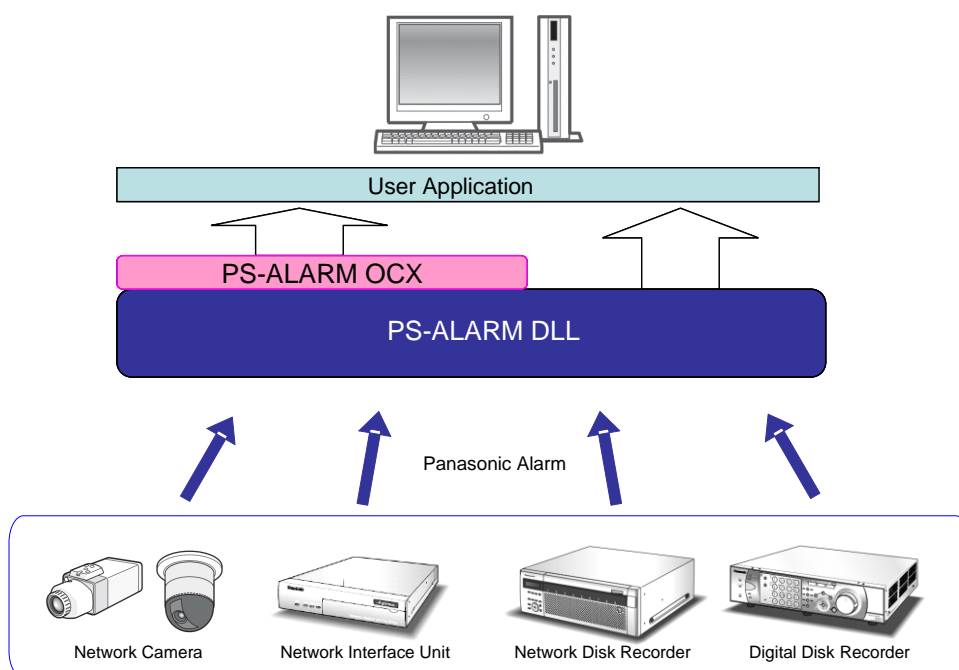 User Application
PS-ALARM OCX
PS-ALARM DLL
Panasonic Alarm
Network Camera
Network Interface Unit
Network Disk Recorder
Digital Disk Recorder